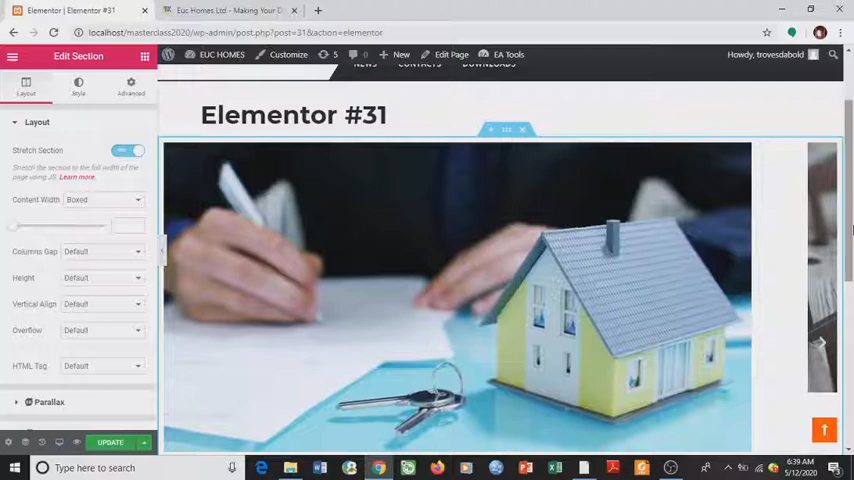 Elementor | Elementor #31
Euc Homes Ltd - Making Your D
localhost/masterclass2020/wp-admin/post.php?post=31&action=elementor
Edit Section
EUC HOMES
Customize
5
0
New
Edit Page
EA Tools
Howdy, trovesdabold
NEWS
CONTACTS
DOWNLOADS
Layout
Style
Advanced
Elementor #31
Layout
Stretch Section
Stretch the section to the full width of the
page using JS. Learn more.
Content Width
Boxed
Columns Gap
Default
Height
Default
Vertical Align
Default
Overflow
Default
HTML Tag
Default
Parallax
UPDATE
Type here to search
6:39 AM
5/12/2020